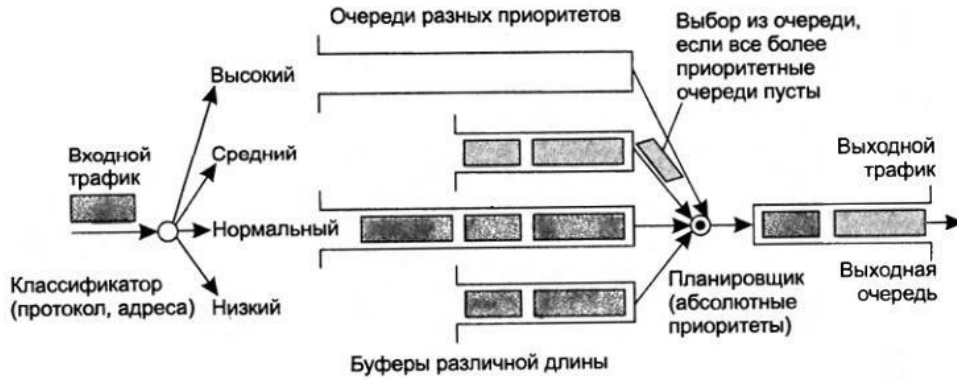 Очереди разных приоритетов
Выбор из очереди,
если все более
приоритетные
очереди пусты
Высокий
Входной
трафик
Средний
Выходной
трафик
Нормальный
Классификатор
(протокол, адреса)
Низкий
Планировщик
(абсолютные
приоритеты)
Выходная
очередь
Буферы различной длины